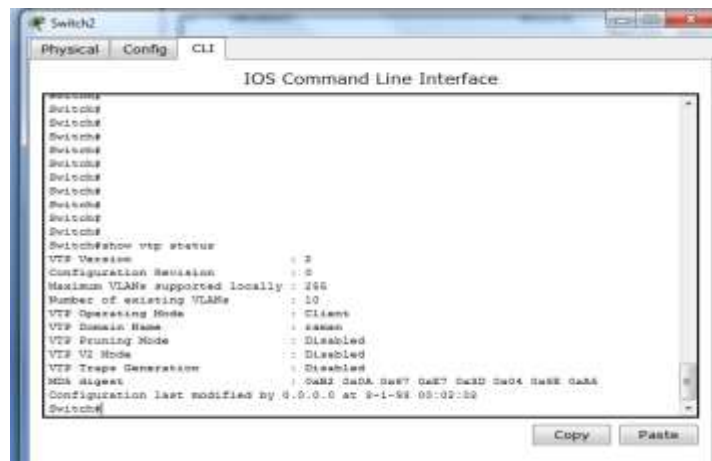 Switch2
Physical Config CLI
IOS Command Line Interface
Switch#
Switch#
Switch#
Switch#
Switch#
Switch#
Switch#
Switch#
Switch#
Switch#
Switch#
Switch#show vtp status
VTP Version : 2
Configuration Revision : 0
Maximum VLANs supported locally : 255
Number of existing VLANs : 10
VTP Operating Mode : Client
VTP Domain Name :
VTP Pruning Mode : Disabled
VTP V2 Mode : Disabled
VTP Traps Generation : Disabled
MD5 digest :
Configuration last modified by 0.0.0.0 at
Switch#
Copy Paste